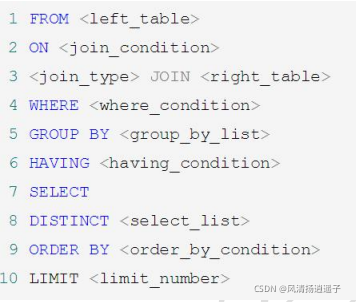 1 FROM <left_table>
2 ON <join_condition>
3 <join_type> JOIN <right_table>
4 WHERE <where_condition>
5 GROUP BY <group_by_list>
6 HAVING <having_condition>
7 SELECT
8 DISTINCT <select_list>
9 ORDER BY <order_by_condition>
10 LIMIT <limit_number>
CSDN @风清扬逍遥子